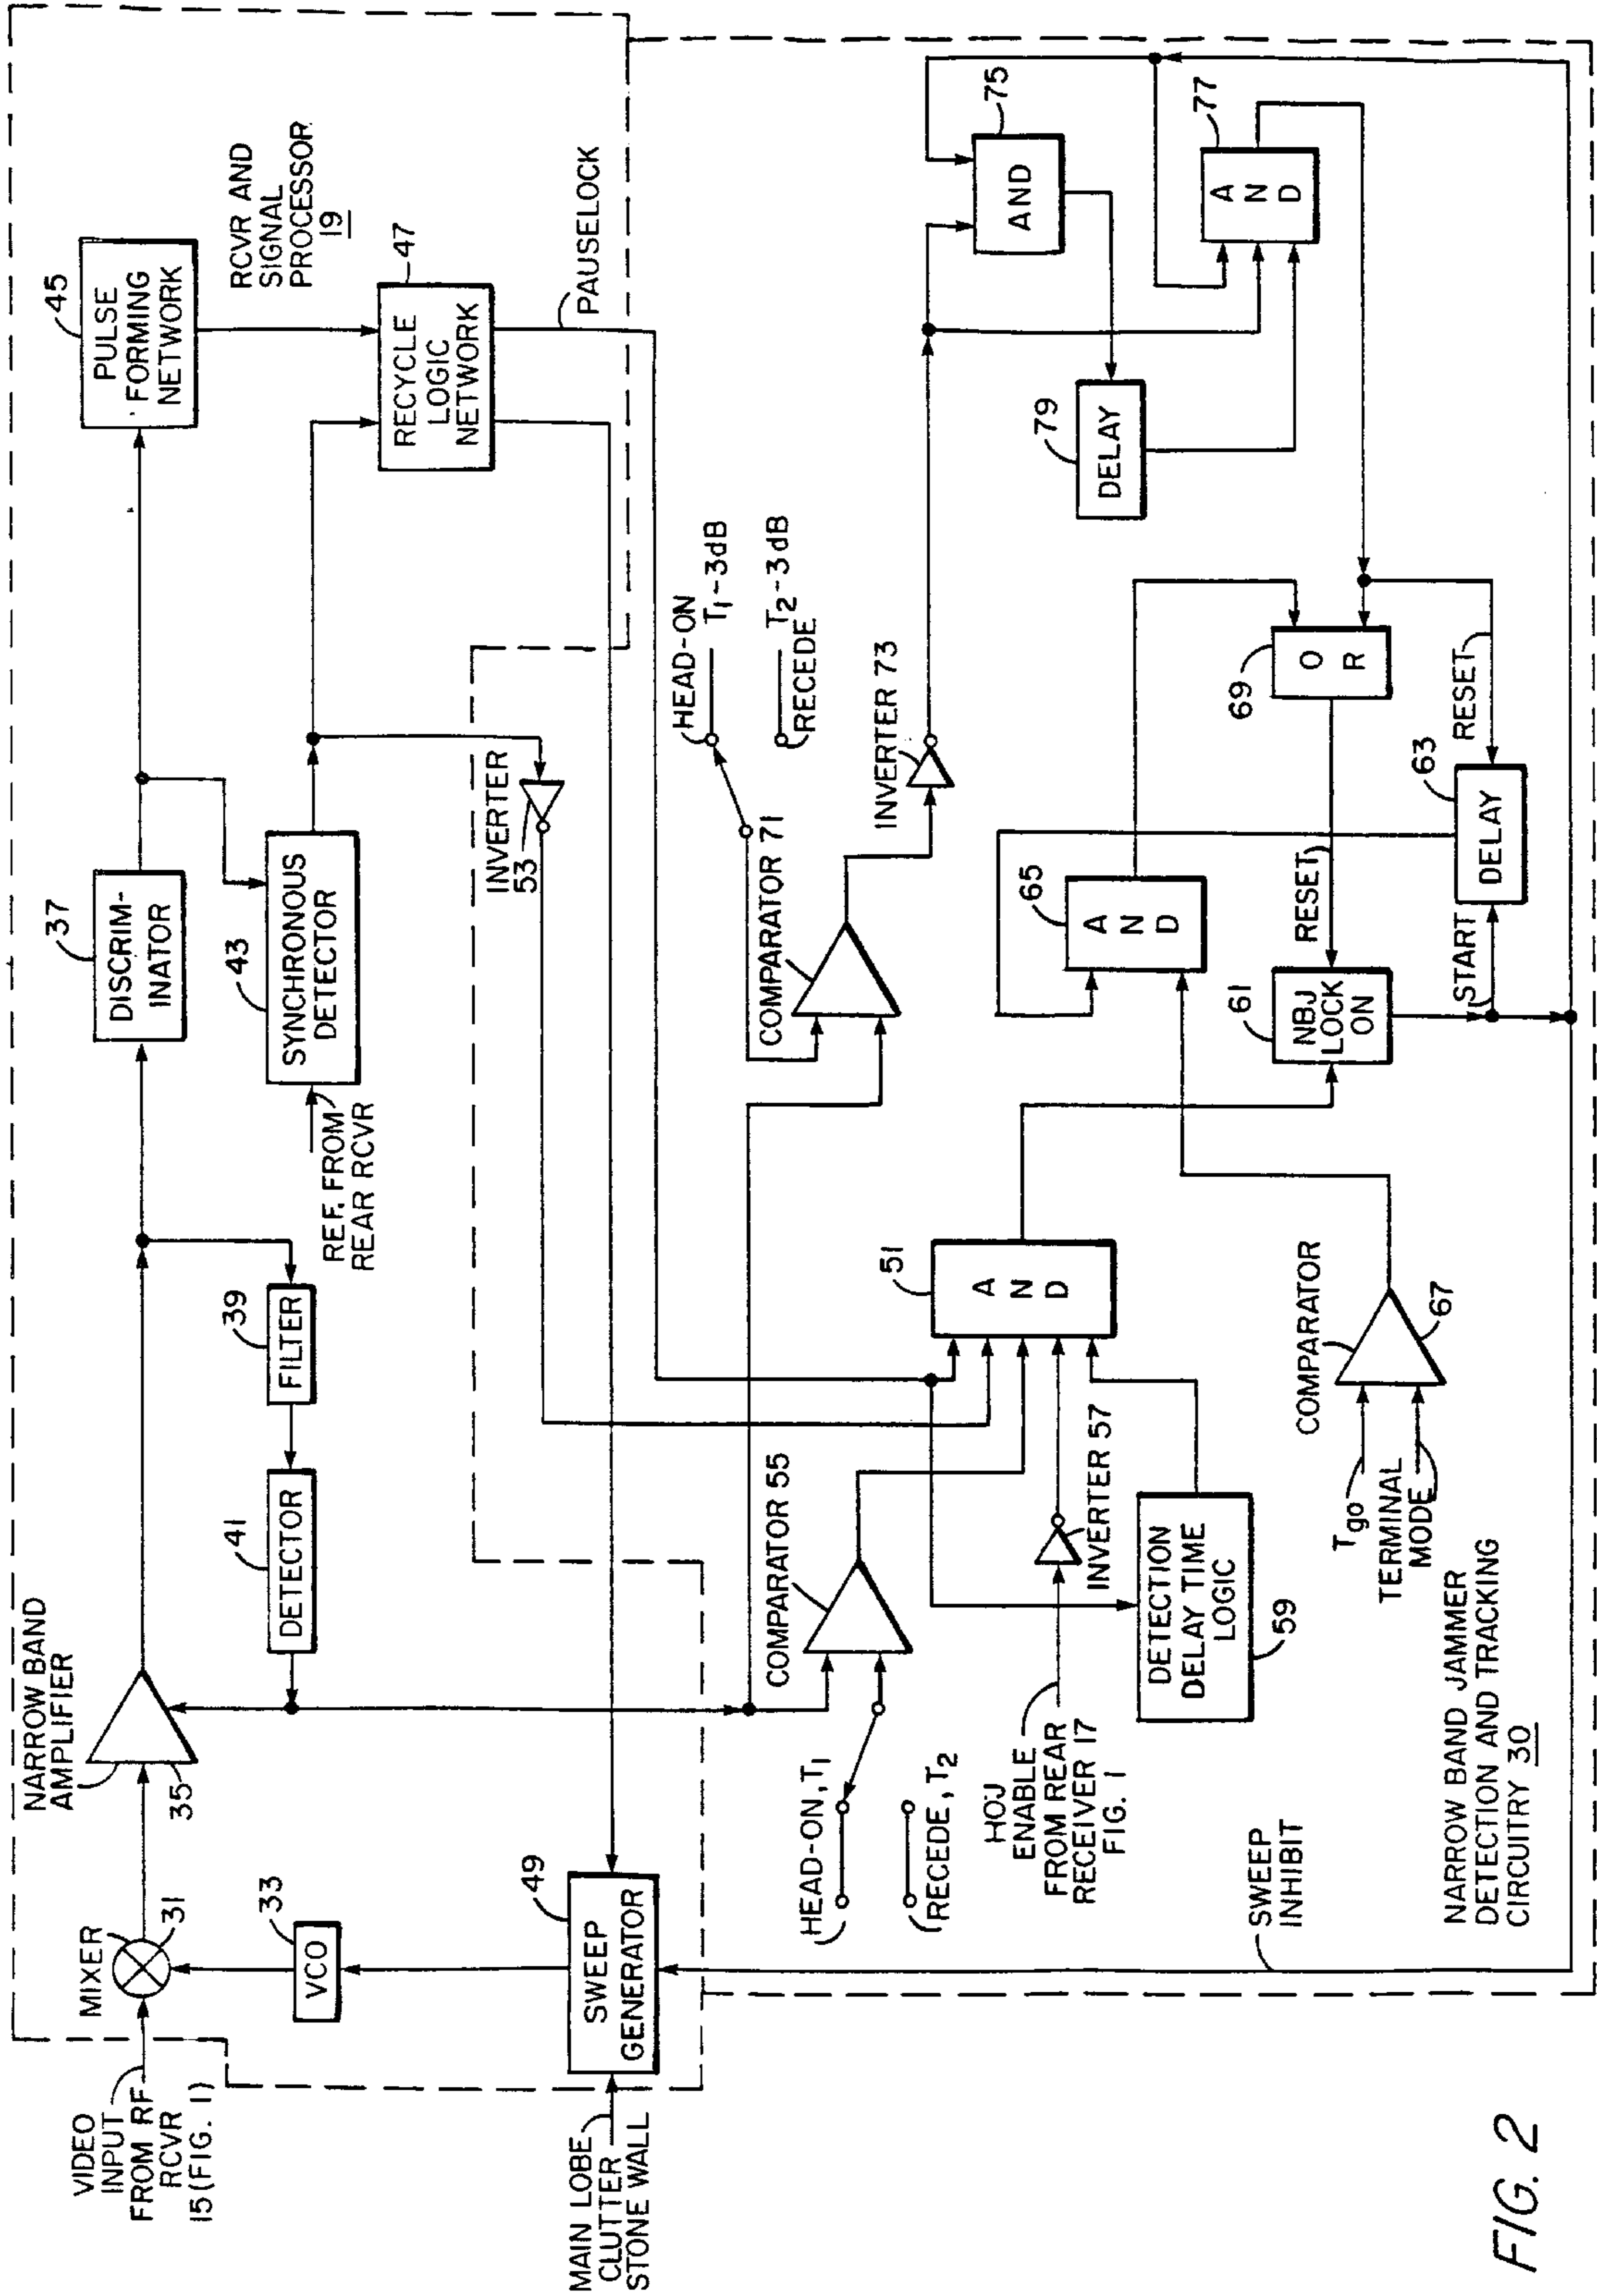 VIDEO
INPUT
FROM RF
RCVR
15 (FIG. 1)
MIXER
31
VCO
33
NARROW BAND
AMPLIFIER
35
DISCRIM-
INATOR
37
FILTER
39
DETECTOR
41
SYNCHRONOUS
DETECTOR
43
REF. FROM
REAR RCVR
PULSE
FORMING
NETWORK
45
RCVR AND
SIGNAL
PROCESSOR
19
RECYCLE
LOGIC
NETWORK
47
PAUSELOCK
MAIN LOBE
CLUTTER
STONE WALL
SWEEP
GENERATOR
49
INVERTER
53
HEAD-ON
T1-3dB
T2-3dB
RECEDE
COMPARATOR 71
INVERTER 73
COMPARATOR 55
HEAD-ON, T1
RECEDE, T2
HOJ
ENABLE
FROM REAR
RECEIVER 17
FIG. 1
INVERTER 57
DETECTION
DELAY TIME
LOGIC
59
A
N
D
51
A
N
D
65
AND
75
A
N
D
77
DELAY
79
O
R
69
RESET
RESET
NBJ
LOCK
ON
61
START
DELAY
63
COMPARATOR
67
Tgo
TERMINAL
MODE
SWEEP
INHIBIT
NARROW BAND JAMMER
DETECTION AND TRACKING
CIRCUITRY 30
FIG. 2